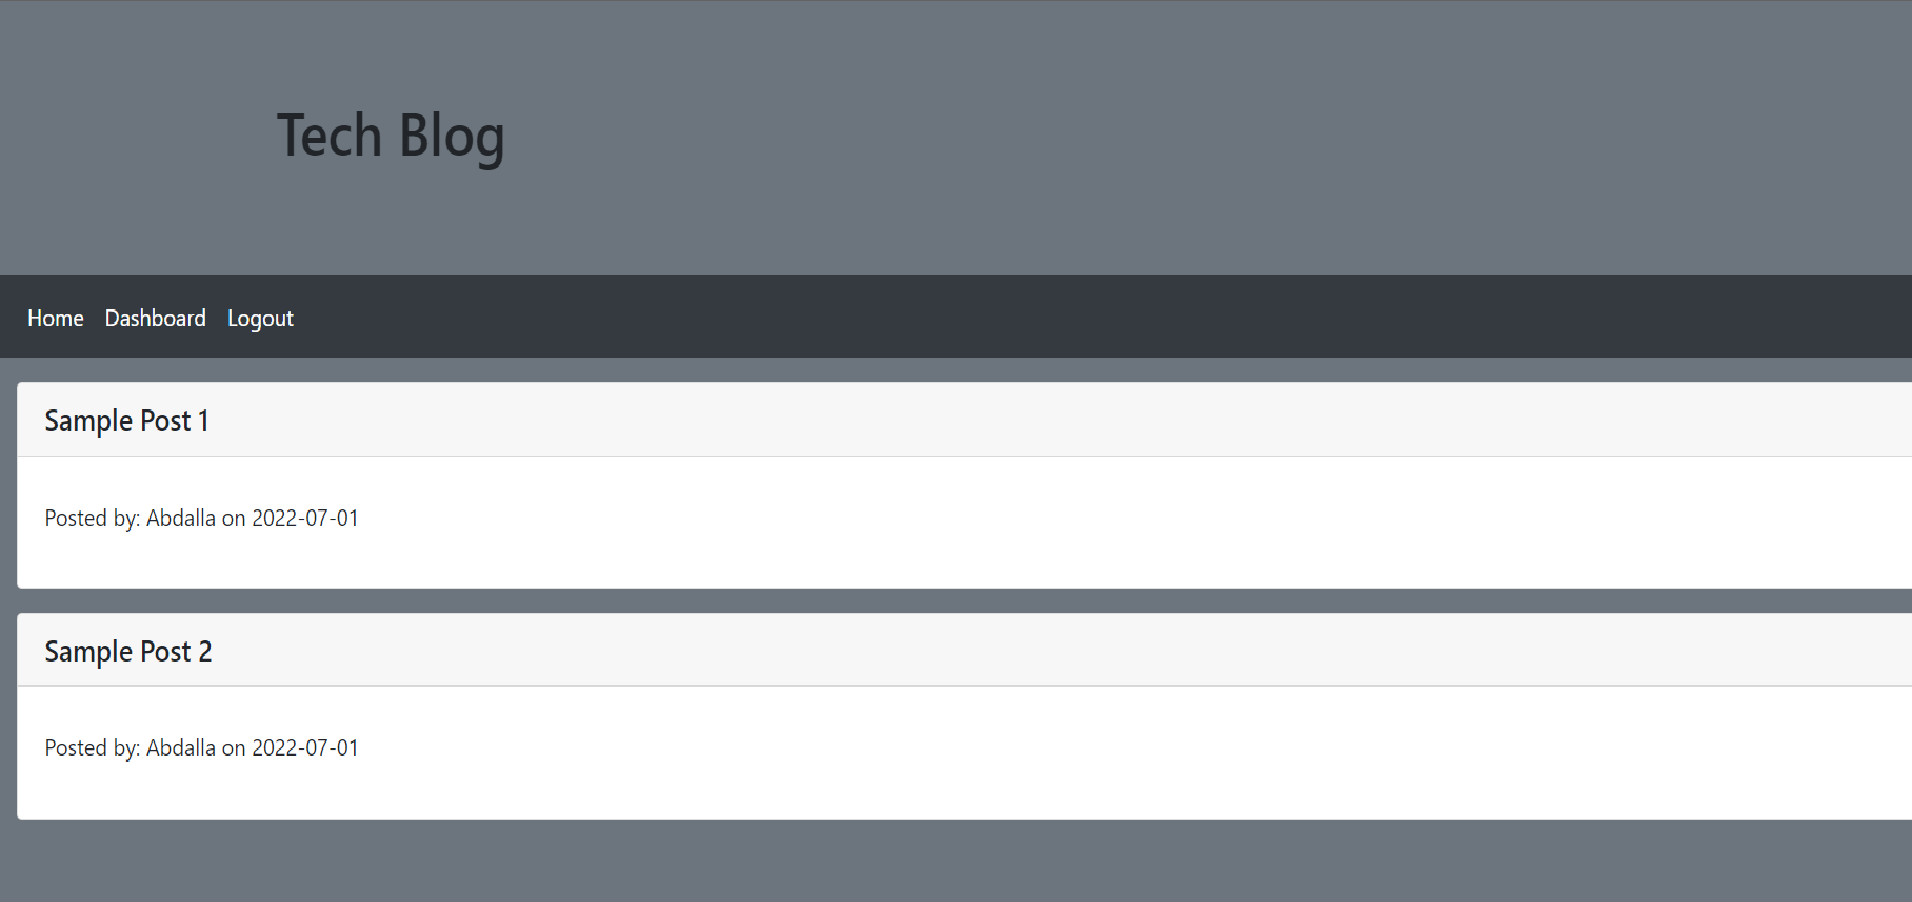 Tech Blog
Home Dashboard Logout
Sample Post 1
Posted by: Abdalla on 2022-07-01
Sample Post 2
Posted by: Abdalla on 2022-07-01